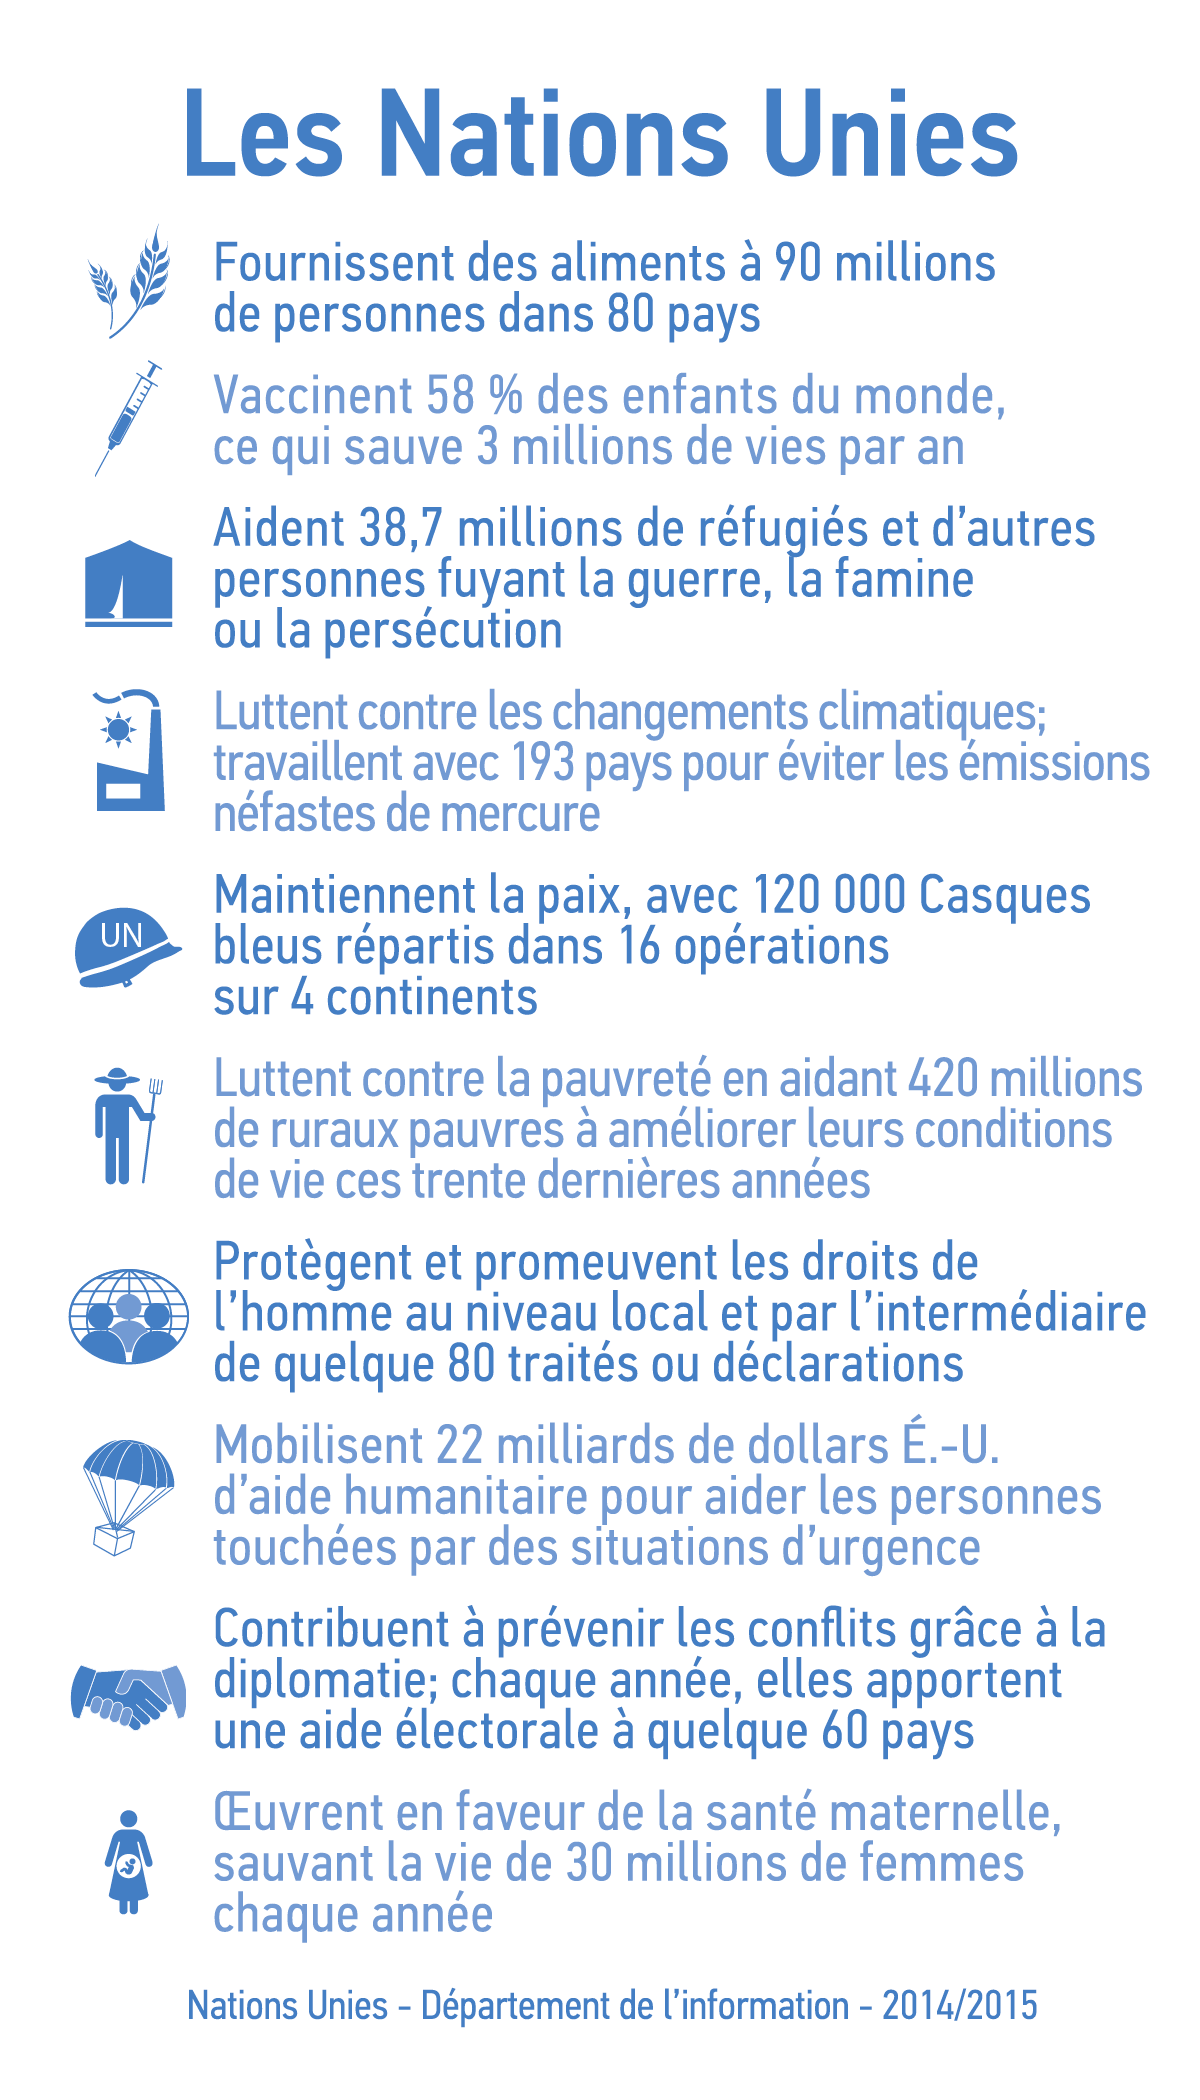 Les Nations Unies
Fournissent des aliments à 90 millions
de personnes dans 80 pays
Vaccinent 58 % des enfants du monde,
ce qui sauve 3 millions de vies par an
Aident 38,7 millions de réfugiés et d’autres
personnes fuyant la guerre, la famine
ou la persécution
Luttent contre les changements climatiques;
travaillent avec 193 pays pour éviter les émissions
néfastes de mercure
Maintiennent la paix, avec 120 000 Casques
bleus répartis dans 16 opérations
sur 4 continents
UN
Luttent contre la pauvreté en aidant 420 millions
de ruraux pauvres à améliorer leurs conditions
de vie ces trente dernières années
Protègent et promeuvent les droits de
l’homme au niveau local et par l’intermédiaire
de quelque 80 traités ou déclarations
Mobilisent 22 milliards de dollars É.-U.
d’aide humanitaire pour aider les personnes
touchées par des situations d’urgence
Contribuent à prévenir les conflits grâce à la
diplomatie; chaque année, elles apportent
une aide électorale à quelque 60 pays
Œuvrent en faveur de la santé maternelle,
sauvant la vie de 30 millions de femmes
chaque année
Nations Unies - Département de l’information - 2014/2015